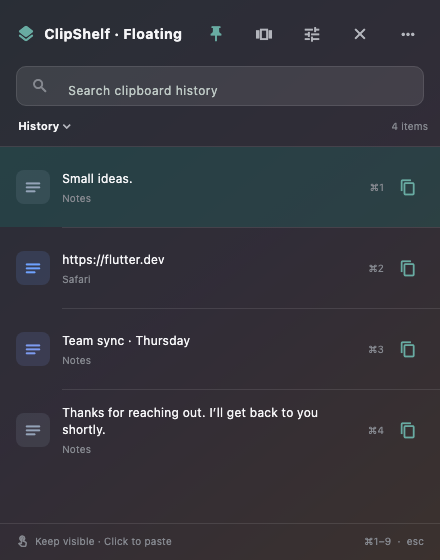 ClipShelf · Floating
Search clipboard history
History
4 items
Small ideas.
Notes
⌘1
https://flutter.dev
Safari
⌘2
Team sync · Thursday
Notes
⌘3
Thanks for reaching out. I’ll get back to you
shortly.
Notes
⌘4
Keep visible · Click to paste
⌘1–9 · esc